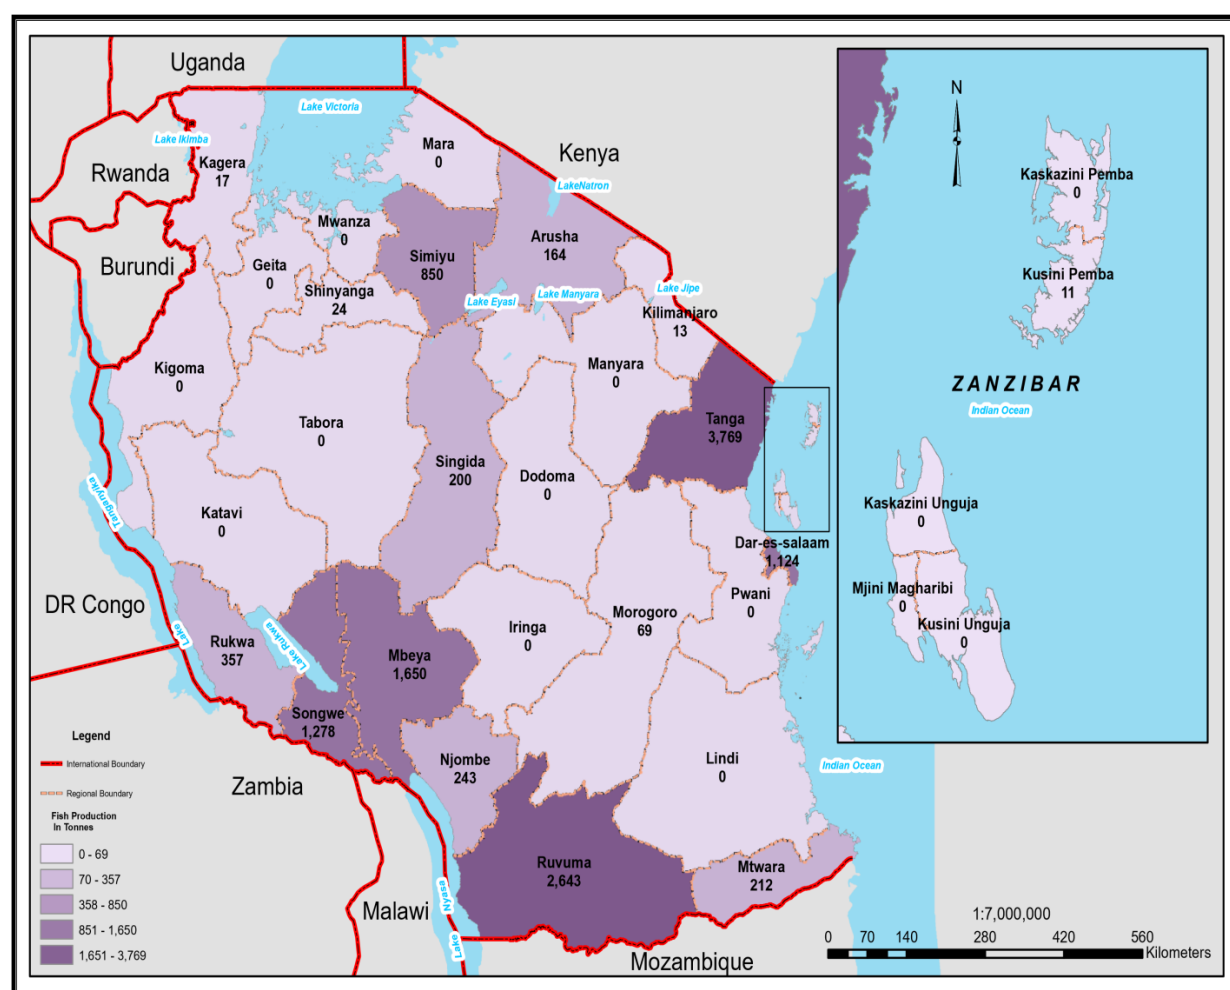 Uganda
Lake Victoria
Lake Ikimba
Mara
0
Kenya
Kagera
17
Rwanda
LakeNatron
Mwanza
0
Arusha
164
Simiyu
850
Burundi
Geita
0
Shinyanga
24
Lake Eyasi
Lake Manyara
Lake Jipe
Kilimanjaro
13
Kigoma
0
Manyara
0
Tabora
0
Tanga
3,769
Singida
200
Dodoma
0
Katavi
0
Lake Tanganyika
Dar-es-salaam
1,124
Pwani
0
DR Congo
Rukwa
357
Lake Rukwa
Mbeya
1,650
Iringa
0
Morogoro
69
Songwe
1,278
Njombe
243
Lindi
0
Indian Ocean
Zambia
Ruvuma
2,643
Mtwara
212
Malawi
Lake Nyasa
Mozambique
N
Kaskazini Pemba
0
Kusini Pemba
11
ZANZIBAR
Indian Ocean
Kaskazini Unguja
0
Mjini Magharibi
0
Kusini Unguja
0
Legend
International Boundary
Regional Boundary
Fish Production
In Tonnes
0 - 69
70 - 357
358 - 850
851 - 1,650
1,651 - 3,769
1:7,000,000
0 70 140 280 420 560
Kilometers